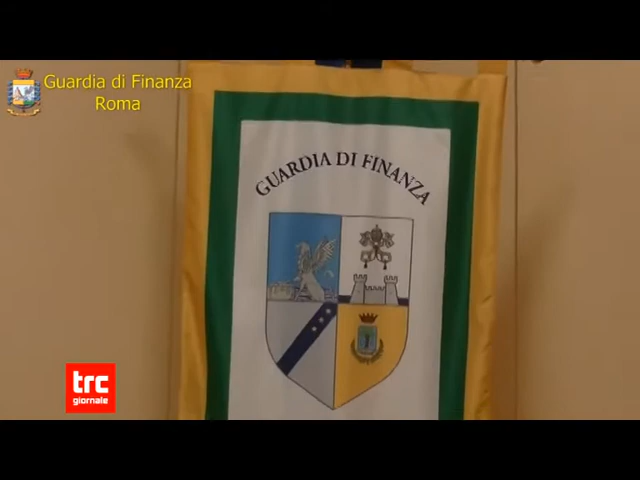 Guardia di Finanza
Roma
GUARDIA DI FINANZA
trc
giornale